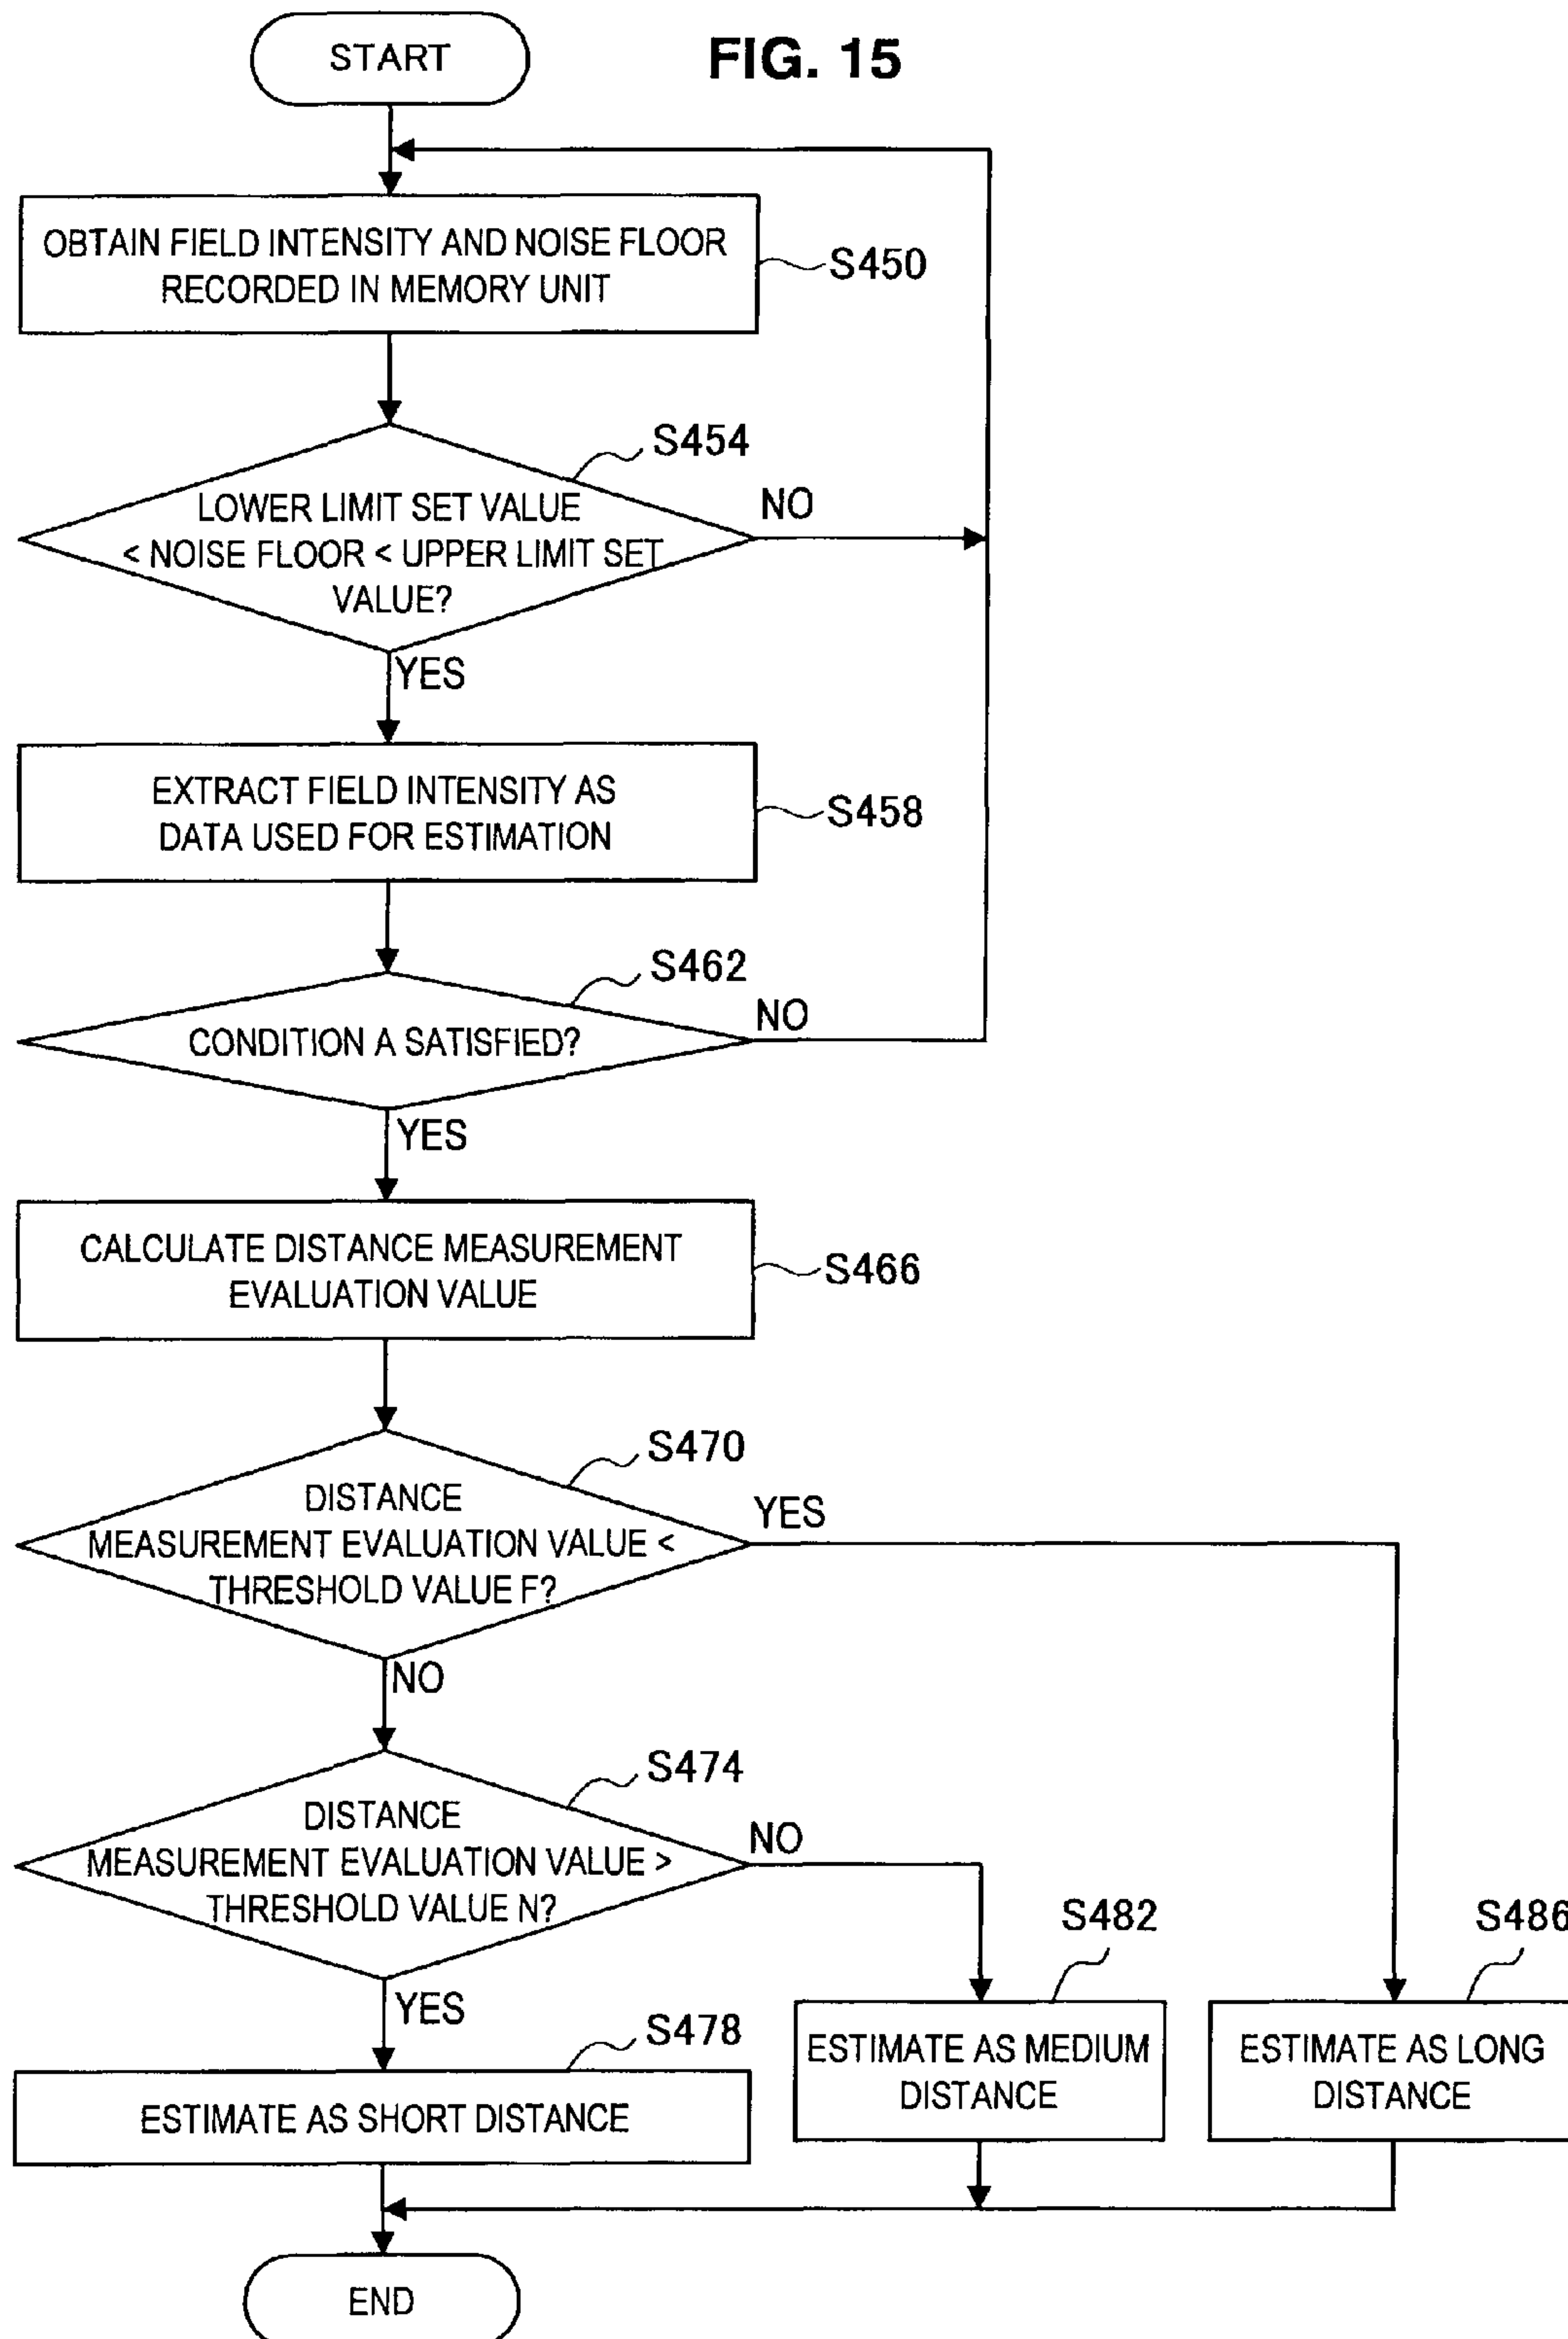 START
FIG. 15
OBTAIN FIELD INTENSITY AND NOISE FLOOR
RECORDED IN MEMORY UNIT
S450
S454
LOWER LIMIT SET VALUE
< NOISE FLOOR < UPPER LIMIT SET
VALUE?
NO
YES
EXTRACT FIELD INTENSITY AS
DATA USED FOR ESTIMATION
S458
S462
CONDITION A SATISFIED?
NO
YES
CALCULATE DISTANCE MEASUREMENT
EVALUATION VALUE
S466
S470
DISTANCE
MEASUREMENT EVALUATION VALUE <
THRESHOLD VALUE F?
YES
NO
S474
DISTANCE
MEASUREMENT EVALUATION VALUE >
THRESHOLD VALUE N?
NO
YES
S478
ESTIMATE AS SHORT DISTANCE
S482
ESTIMATE AS MEDIUM
DISTANCE
S486
ESTIMATE AS LONG
DISTANCE
END